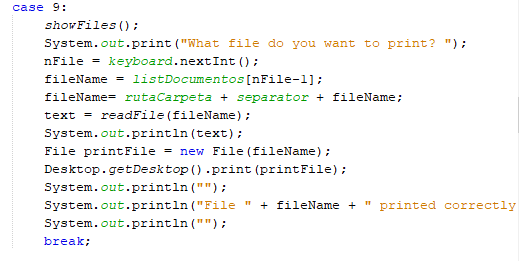 case 9:
showFiles();
System.out.print("What file do you want to print? ");
nFile = keyboard.nextInt();
fileName = listDocumentos[nFile-1];
fileName= rutaCarpeta + separator + fileName;
text = readFile(fileName);
System.out.println(text);
File printFile = new File(fileName);
Desktop.getDesktop().print(printFile);
System.out.println("");
System.out.println("File " + fileName + " printed correctly
System.out.println("");
break;